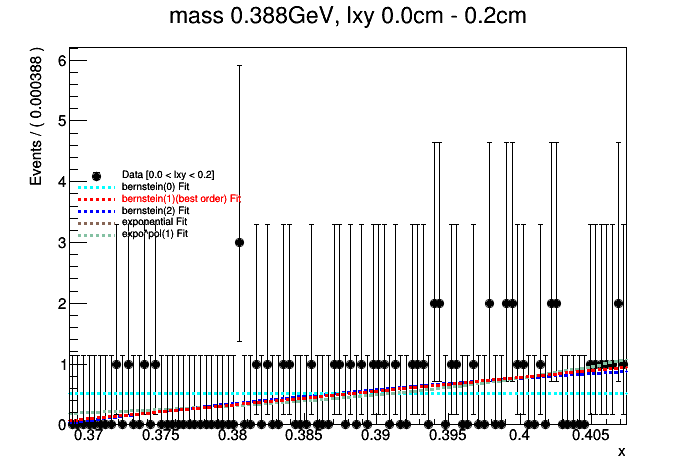 mass 0.388GeV, lxy 0.0cm - 0.2cm
Events / ( 0.000388 )
6
5
4
3
2
1
0
Data [0.0 < lxy < 0.2]
bernstein(0) Fit
bernstein(1)(best order) Fit
bernstein(2) Fit
exponential Fit
expo*pol(1) Fit
0.37 0.375 0.38 0.385 0.39 0.395 0.4 0.405
x